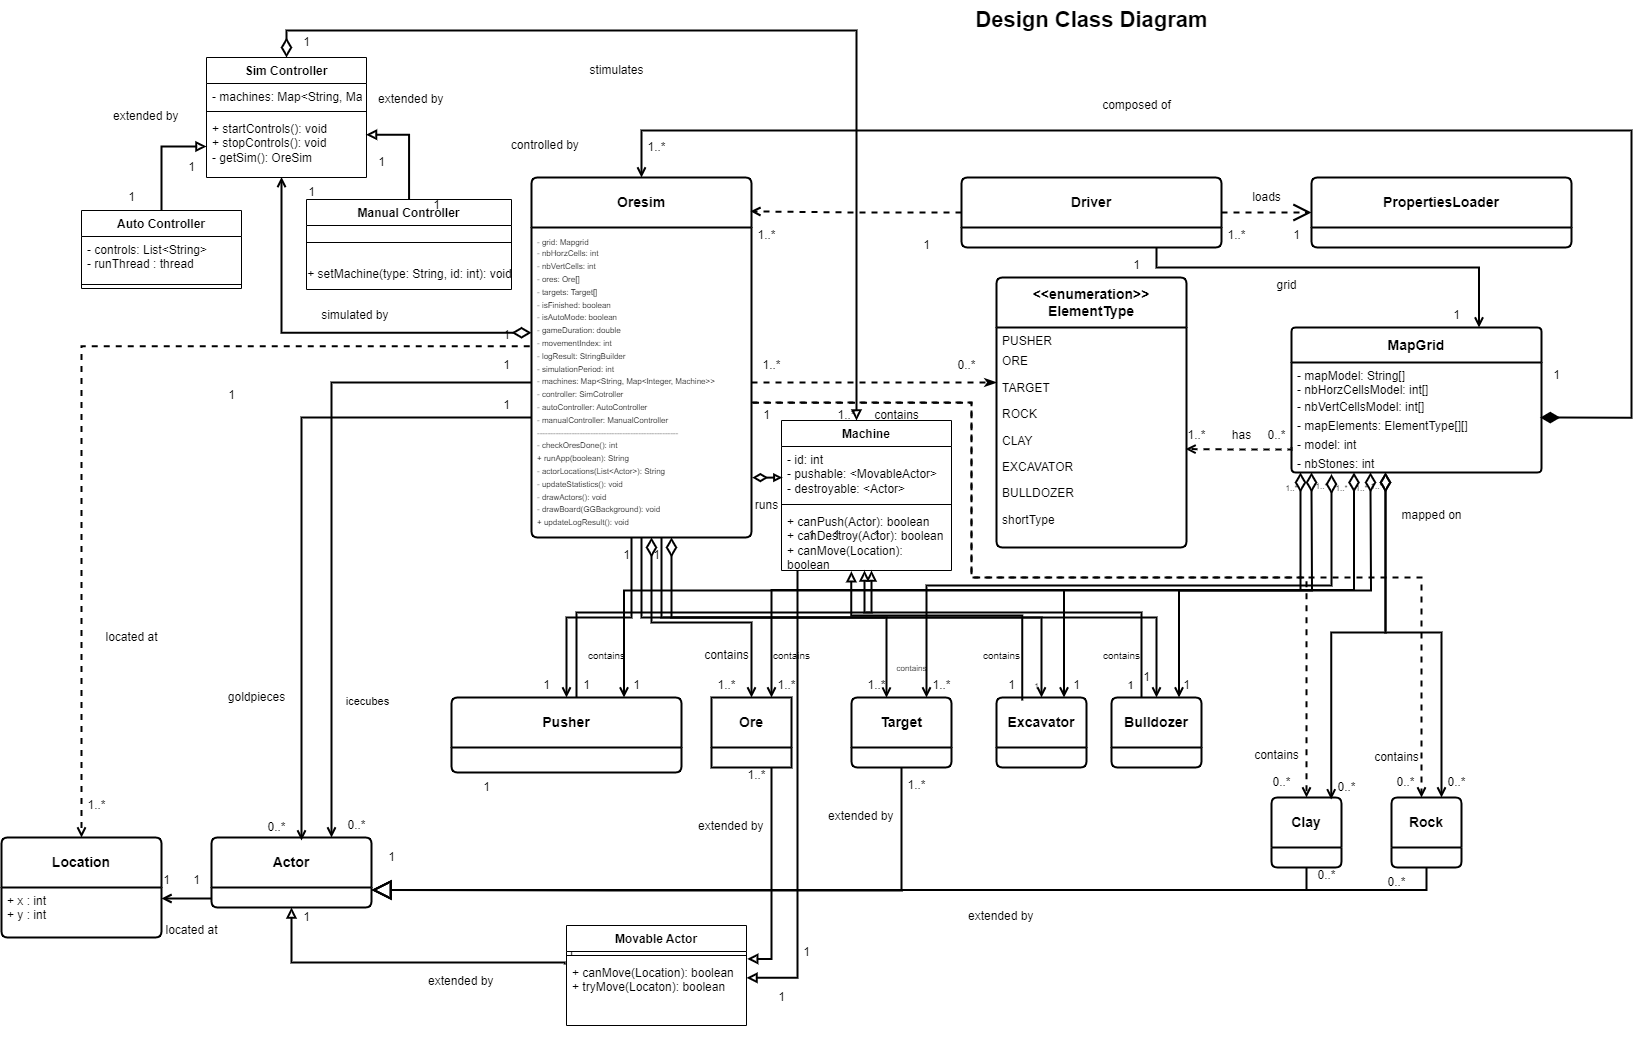 Design Class Diagram
1
Sim Controller
- machines: Map<String, Ma
+ startControls(): void
+ stopControls(): void
- getSim(): OreSim
extended by
extended by
stimulates
composed of
controlled by
1..*
1
1
1
1
1
Auto Controller
- controls: List<String>
- runThread : thread
Manual Controller
+ setMachine(type: String, id: int): void
simulated by
Oresim
- grid: Mapgrid
- nbHorzCells: int
- nbVertCells: int
- ores: Ore[]
- targets: Target[]
- isFinished: boolean
- isAutoMode: boolean
- gameDuration: double
- movementIndex: int
- logResult: StringBuilder
- simulationPeriod: int
- machines: Map<String, Map<Integer, Machine>>
- controller: SimCotroller
- autoController: AutoController
- manualController: ManualController
- checkOresDone(): int
+ runApp(boolean): String
- actorLocations(List<Actor>): String
- updateStatistics(): void
- drawActors(): void
- drawBoard(GGBackground): void
+ updateLogResult(): void
Driver
loads
PropertiesLoader
1..*
1
1..*
1
1
grid
1
<<enumeration>>
ElementType
PUSHER
ORE
TARGET
ROCK
CLAY
EXCAVATOR
BULLDOZER
shortType
MapGrid
- mapModel: String[]
- nbHorzCellsModel: int[]
- nbVertCellsModel: int[]
- mapElements: ElementType[][]
- model: int
- nbStones: int
1
1
1
1
1
1..*
0..*
1
1..
contains
1..*
has
0..*
Machine
- id: int
- pushable: <MovableActor>
- destroyable: <Actor>
+ canPush(Actor): boolean
+ canDestroy(Actor): boolean
+ canMove(Location):
boolean
runs
mapped on
1
1
located at
goldpieces
icecubes
contains
contains
contains
contains
contains
contains
1
1
1
1..*
1..*
1..*
1..*
1
1
1
1
1
Pusher
Ore
Target
Excavator
Bulldozer
1
1..*
1..*
contains
contains
0..*
0..*
0..*
0..*
Clay
Rock
0..*
0..*
extended by
extended by
1..*
0..*
0..*
1
Location
+ x : int
+ y : int
1
1
located at
Actor
1
extended by
extended by
Movable Actor
+ canMove(Location): boolean
+ tryMove(Locaton): boolean
1
1